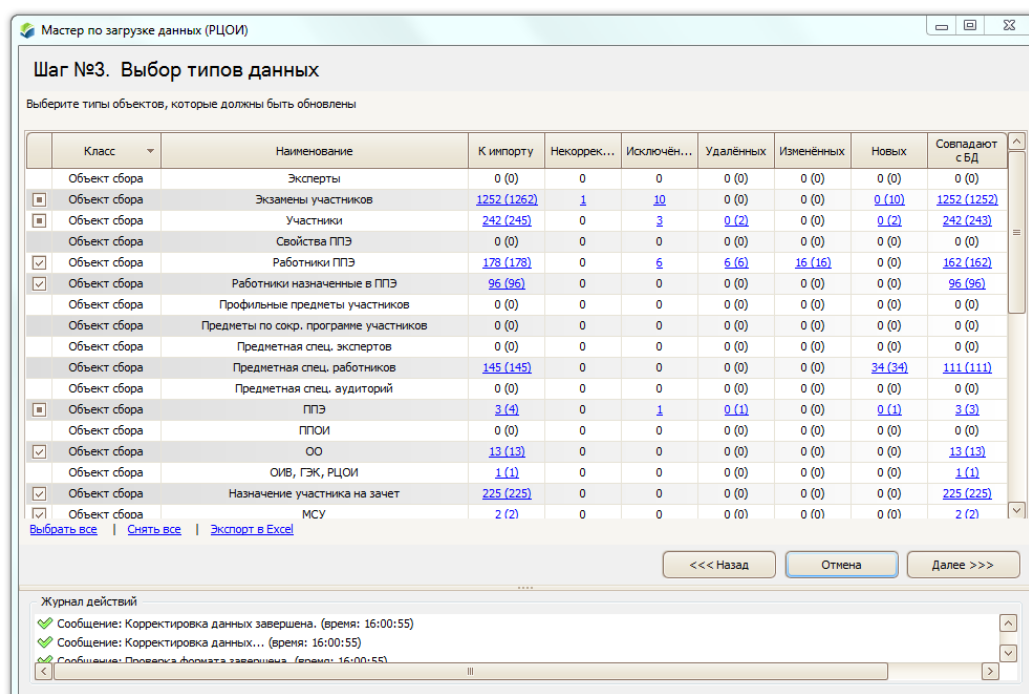 Мастер по загрузке данных (РЦОИ)
Шаг №3. Выбор типов данных
Выберите типы объектов, которые должны быть обновлены
Класс Наименование К импорту Некоррек... Исключён... Удалённых Изменённых Новых Совпадают с БД
Объект сбора Эксперты 0 (0) 0 0 0 (0) 0 (0) 0 (0) 0 (0)
Объект сбора Экзамены участников 1252 (1262) 1 10 0 (0) 0 (0) 0 (10) 1252 (1252)
Объект сбора Участники 242 (245) 0 3 0 (2) 0 (0) 0 (2) 242 (243)
Объект сбора Свойства ППЭ 0 (0) 0 0 0 (0) 0 (0) 0 (0) 0 (0)
Объект сбора Работники ППЭ 178 (178) 0 6 6 (6) 16 (16) 0 (0) 162 (162)
Объект сбора Работники назначенные в ППЭ 96 (96) 0 0 0 (0) 0 (0) 0 (0) 96 (96)
Объект сбора Профильные предметы участников 0 (0) 0 0 0 (0) 0 (0) 0 (0) 0 (0)
Объект сбора Предметы по сокр. программе участников 0 (0) 0 0 0 (0) 0 (0) 0 (0) 0 (0)
Объект сбора Предметная спец. экспертов 0 (0) 0 0 0 (0) 0 (0) 0 (0) 0 (0)
Объект сбора Предметная спец. работников 145 (145) 0 0 0 (0) 0 (0) 34 (34) 111 (111)
Объект сбора Предметная спец. аудиторий 0 (0) 0 0 0 (0) 0 (0) 0 (0) 0 (0)
Объект сбора ППЭ 3 (4) 0 1 0 (1) 0 (0) 0 (1) 3 (3)
Объект сбора ППОИ 0 (0) 0 0 0 (0) 0 (0) 0 (0) 0 (0)
Объект сбора ОО 13 (13) 0 0 0 (0) 0 (0) 0 (0) 13 (13)
Объект сбора ОИВ, ГЭК, РЦОИ 1 (1) 0 0 0 (0) 0 (0) 0 (0) 1 (1)
Объект сбора Назначение участника на зачет 225 (225) 0 0 0 (0) 0 (0) 0 (0) 225 (225)
Объект сбора МСУ 2 (2) 0 0 0 (0) 0 (0) 0 (0) 2 (2)
Выбрать все | Снять все | Экспорт в Excel
<<< Назад Отмена Далее >>>
Журнал действий
Сообщение: Корректировка данных завершена. (время: 16:00:55)
Сообщение: Корректировка данных... (время: 16:00:55)
Сообщение: Проверка формата завершена. (время: 16:00:55)